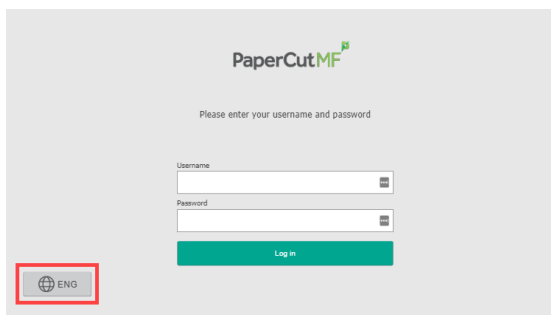 PaperCutMF
Please enter your username and password
Username
Password
Log in
ENG